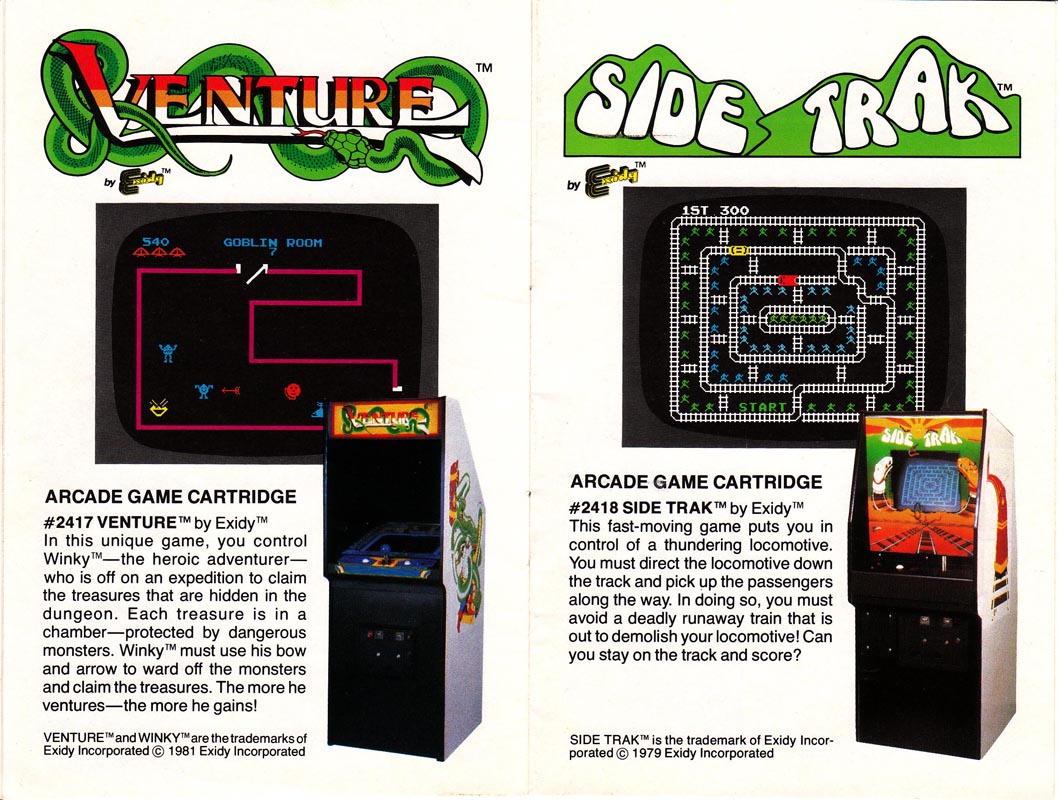 VENTURE™
by Exidy™
540
GOBLIN ROOM
7
VENTURE
ARCADE GAME CARTRIDGE
#2417 VENTURE™ by Exidy™
In this unique game, you control
Winky™—the heroic adventurer—
who is off on an expedition to claim
the treasures that are hidden in the
dungeon. Each treasure is in a
chamber—protected by dangerous
monsters. Winky™ must use his bow
and arrow to ward off the monsters
and claim the treasures. The more he
ventures—the more he gains!
VENTURE™ and WINKY™ are the trademarks of
Exidy Incorporated © 1981 Exidy Incorporated
SIDE TRAK™
by Exidy™
1ST 300
START
SIDE TRAK
ARCADE GAME CARTRIDGE
#2418 SIDE TRAK™ by Exidy™
This fast-moving game puts you in
control of a thundering locomotive.
You must direct the locomotive down
the track and pick up the passengers
along the way. In doing so, you must
avoid a deadly runaway train that is
out to demolish your locomotive! Can
you stay on the track and score?
SIDE TRAK™ is the trademark of Exidy Incor-
porated © 1979 Exidy Incorporated